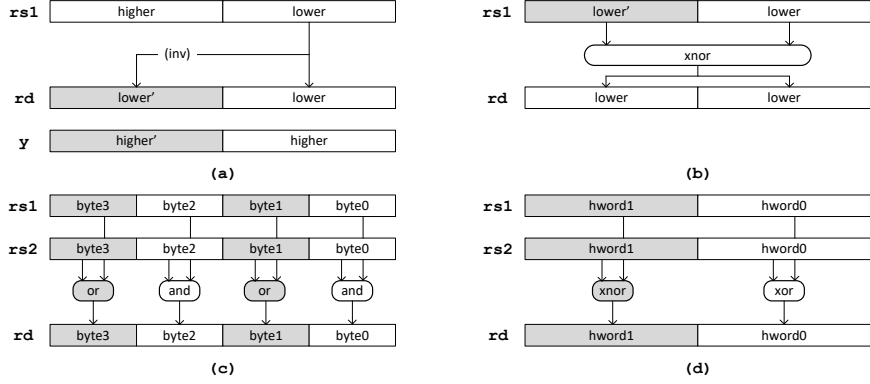 rs1 higher lower
(inv)
rd lower’ lower
y higher’ higher
(a)
rs1 lower’ lower
xnor
rd lower lower
(b)
rs1 byte3 byte2 byte1 byte0
rs2 byte3 byte2 byte1 byte0
or and or and
rd byte3 byte2 byte1 byte0
(c)
rs1 hword1 hword0
rs2 hword1 hword0
xnor xor
rd hword1 hword0
(d)